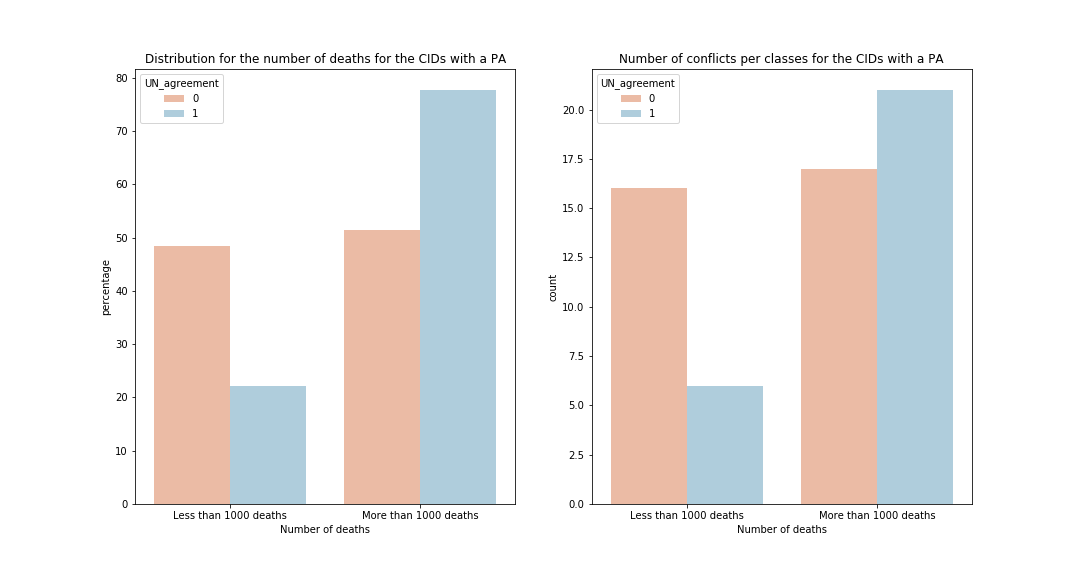 Distribution for the number of deaths for the CIDs with a PA
UN_agreement
0
1
80
70
60
50
40
30
20
10
0
percentage
Less than 1000 deaths
More than 1000 deaths
Number of deaths
Number of conflicts per classes for the CIDs with a PA
UN_agreement
0
1
20.0
17.5
15.0
12.5
10.0
7.5
5.0
2.5
0.0
count
Less than 1000 deaths
More than 1000 deaths
Number of deaths